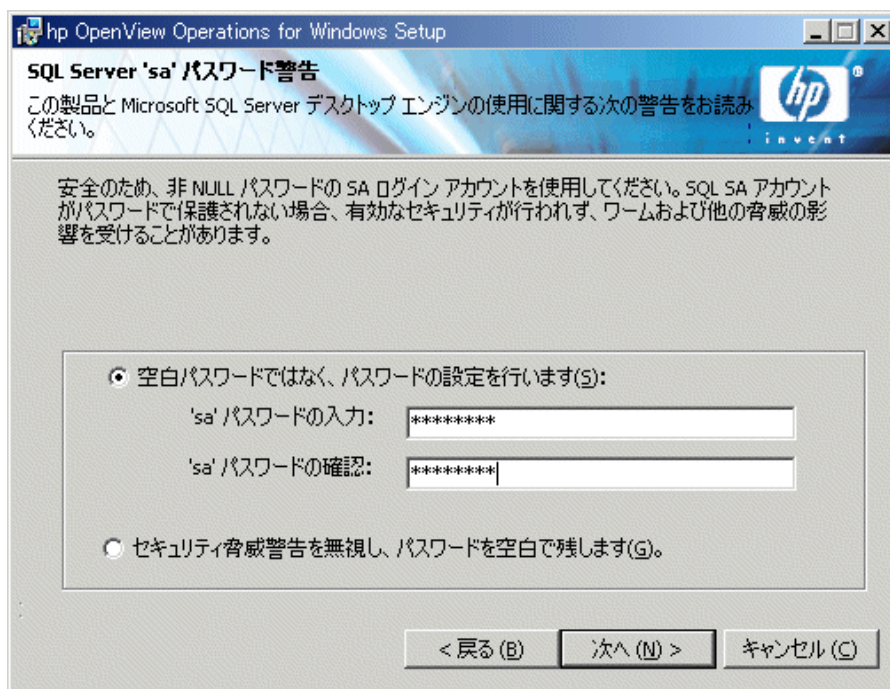 hp OpenView Operations for Windows Setup
SQL Server 'sa' パスワード警告
この製品と Microsoft SQL Server デスクトップ エンジンの使用に関する次の警告をお読み
ください。
hp
®
invent
安全のため、非 NULL パスワードの SA ログイン アカウントを使用してください。SQL SA アカウント
がパスワードで保護されない場合、有効なセキュリティが行われず、ワームおよび他の脅威の影
響を受けることがあります。
空白パスワードではなく、パスワードの設定を行います(S):
'sa' パスワードの入力:
********
'sa' パスワードの確認:
********
セキュリティ脅威警告を無視し、パスワードを空白で残します(G)。
< 戻る (B)
次へ (N) >
キャンセル (C)